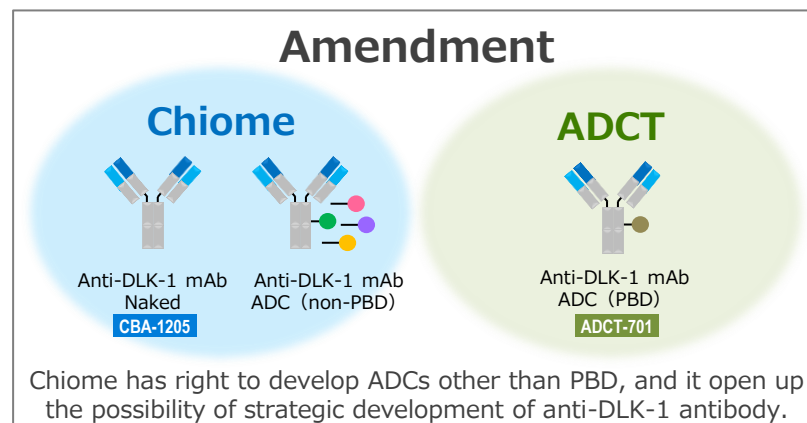 Amendment
Chiome
ADCT
Anti-DLK-1 mAb
Naked
CBA-1205
Anti-DLK-1 mAb
ADC（non-PBD）
Anti-DLK-1 mAb
ADC（PBD）
ADCT-701
Chiome has right to develop ADCs other than PBD, and it open up
the possibility of strategic development of anti-DLK-1 antibody.